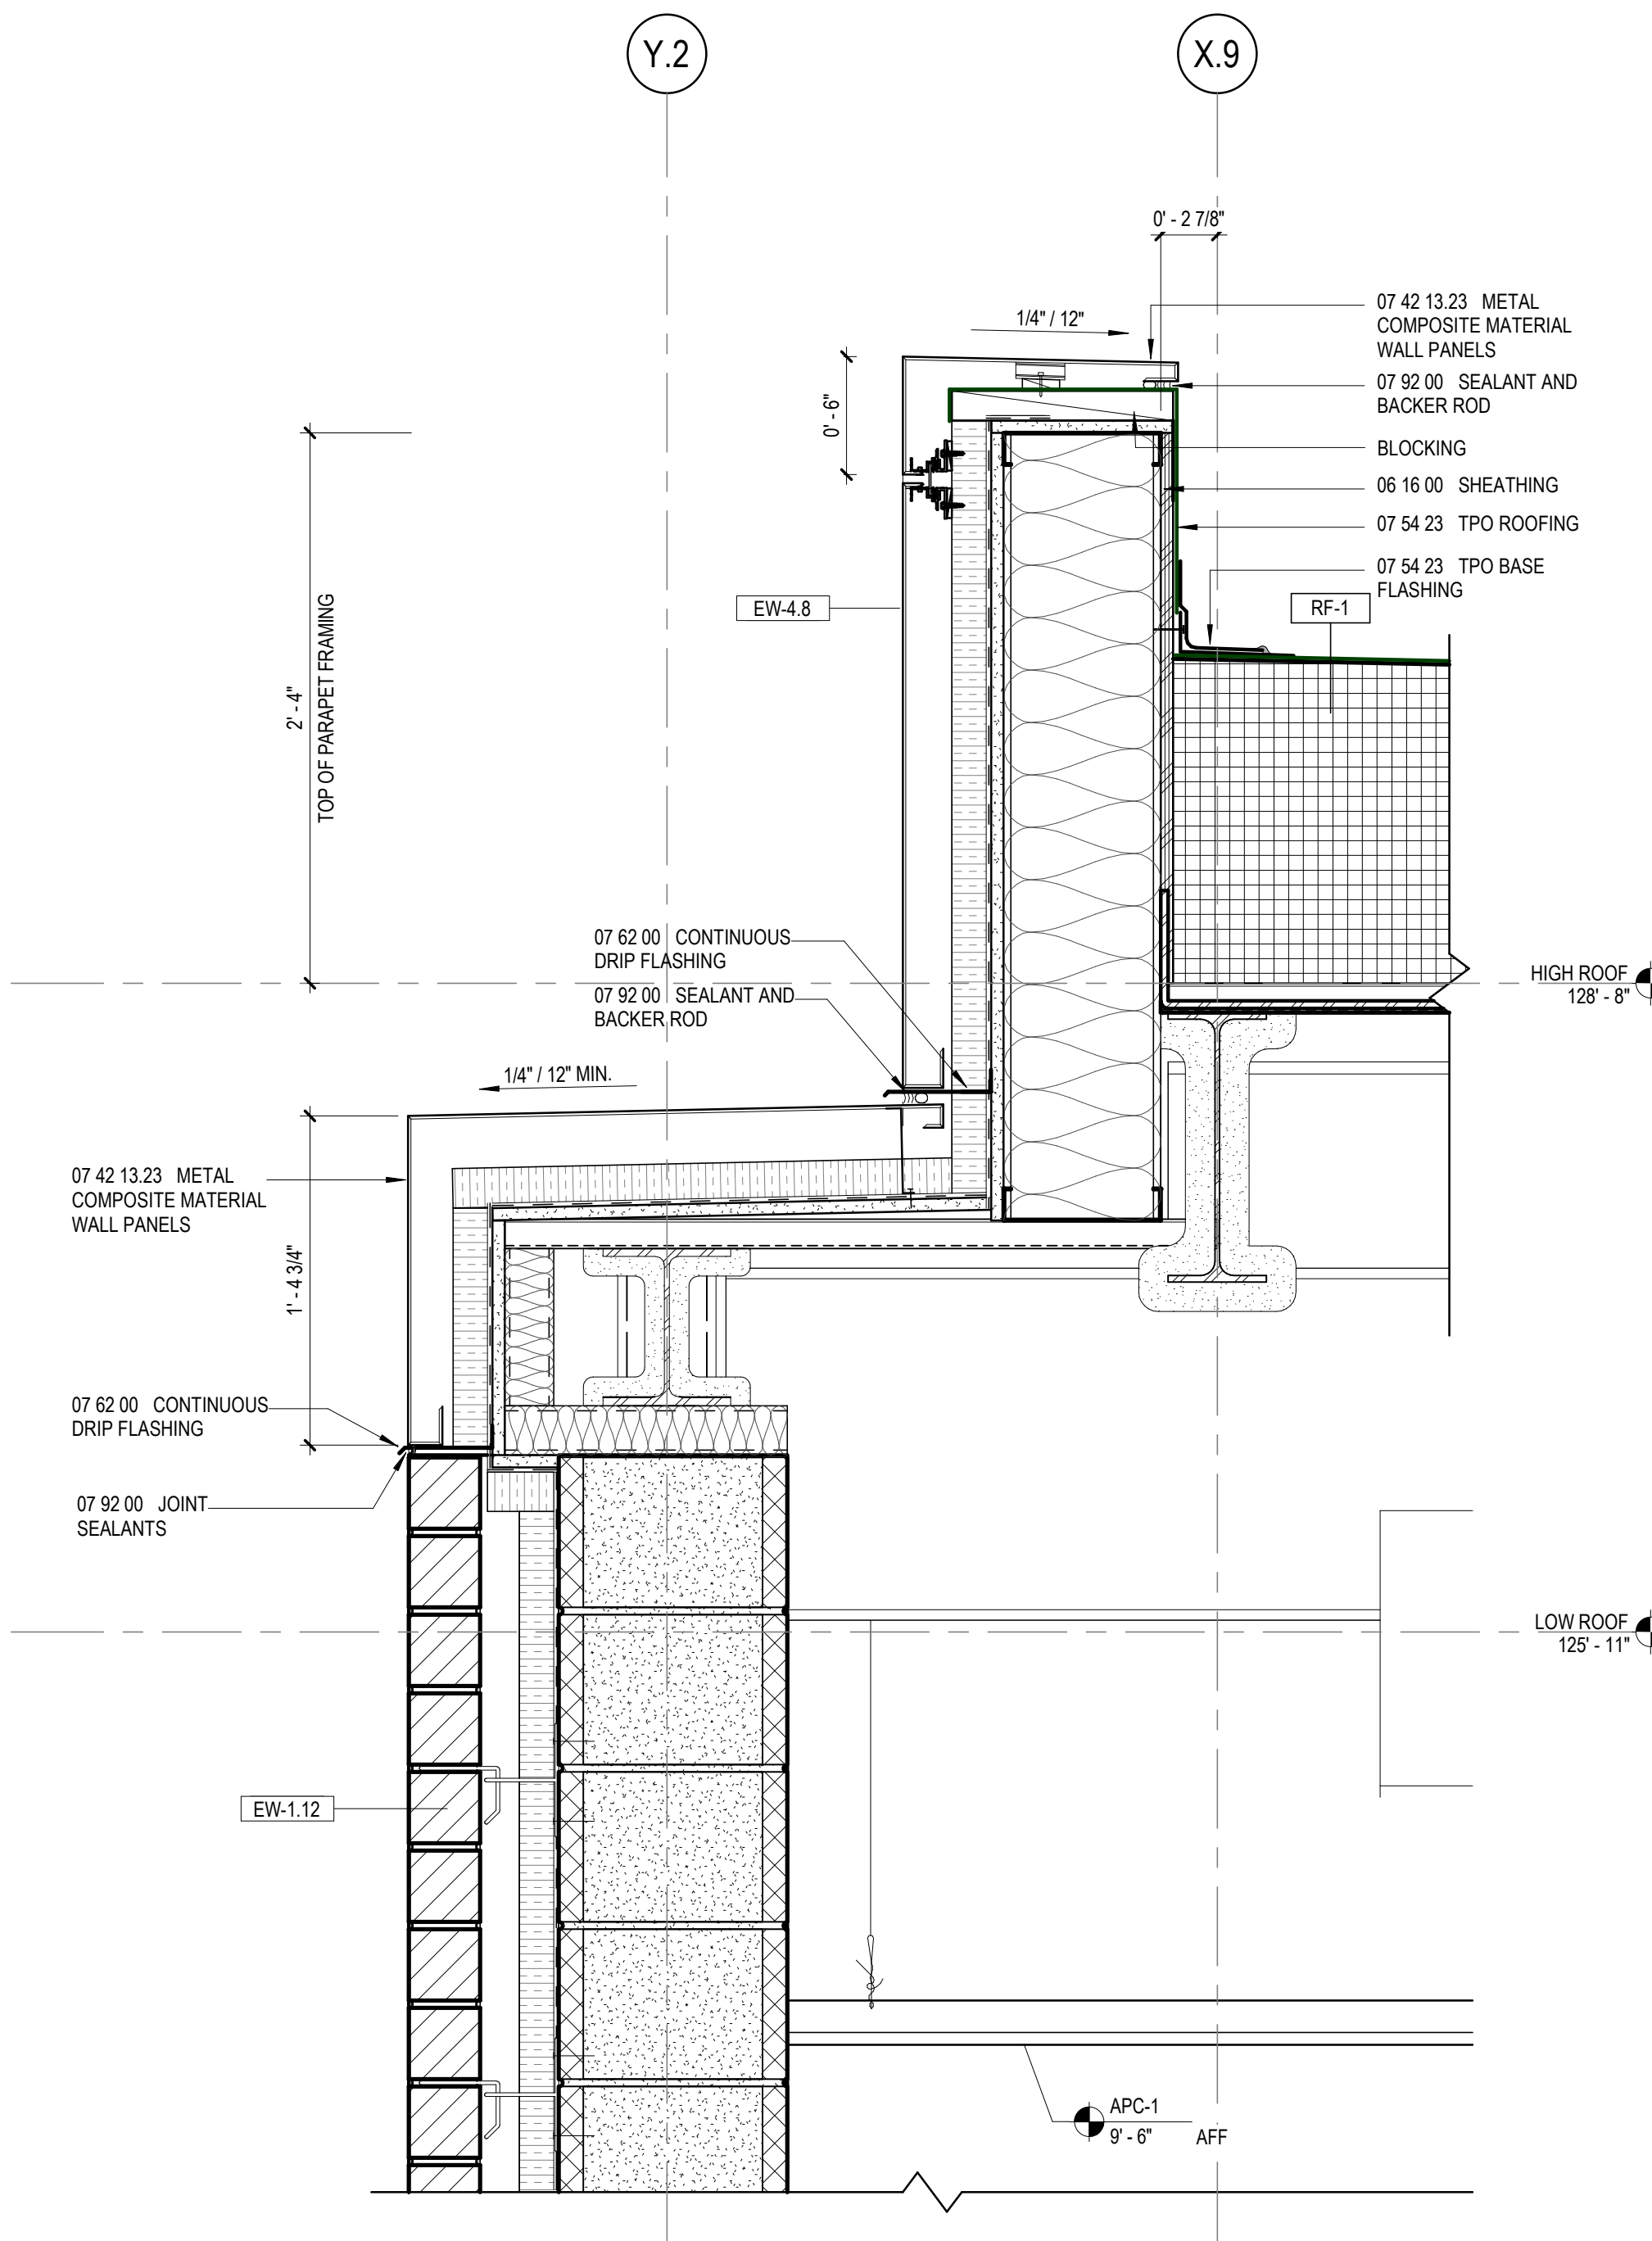 Y.2
X.9
0' - 2 7/8"
1/4" / 12"
07 42 13.23 METAL
COMPOSITE MATERIAL
WALL PANELS
07 92 00 SEALANT AND
BACKER ROD
0' - 6"
BLOCKING
06 16 00 SHEATHING
07 54 23 TPO ROOFING
07 54 23 TPO BASE
FLASHING
EW-4.8
RF-1
2' - 4"
TOP OF PARAPET FRAMING
07 62 00 CONTINUOUS
DRIP FLASHING
07 92 00 SEALANT AND
BACKER ROD
HIGH ROOF
128' - 8"
1/4" / 12" MIN.
07 42 13.23 METAL
COMPOSITE MATERIAL
WALL PANELS
1' - 4 3/4"
07 62 00 CONTINUOUS
DRIP FLASHING
07 92 00 JOINT
SEALANTS
LOW ROOF
125' - 11"
EW-1.12
APC-1
9' - 6" AFF